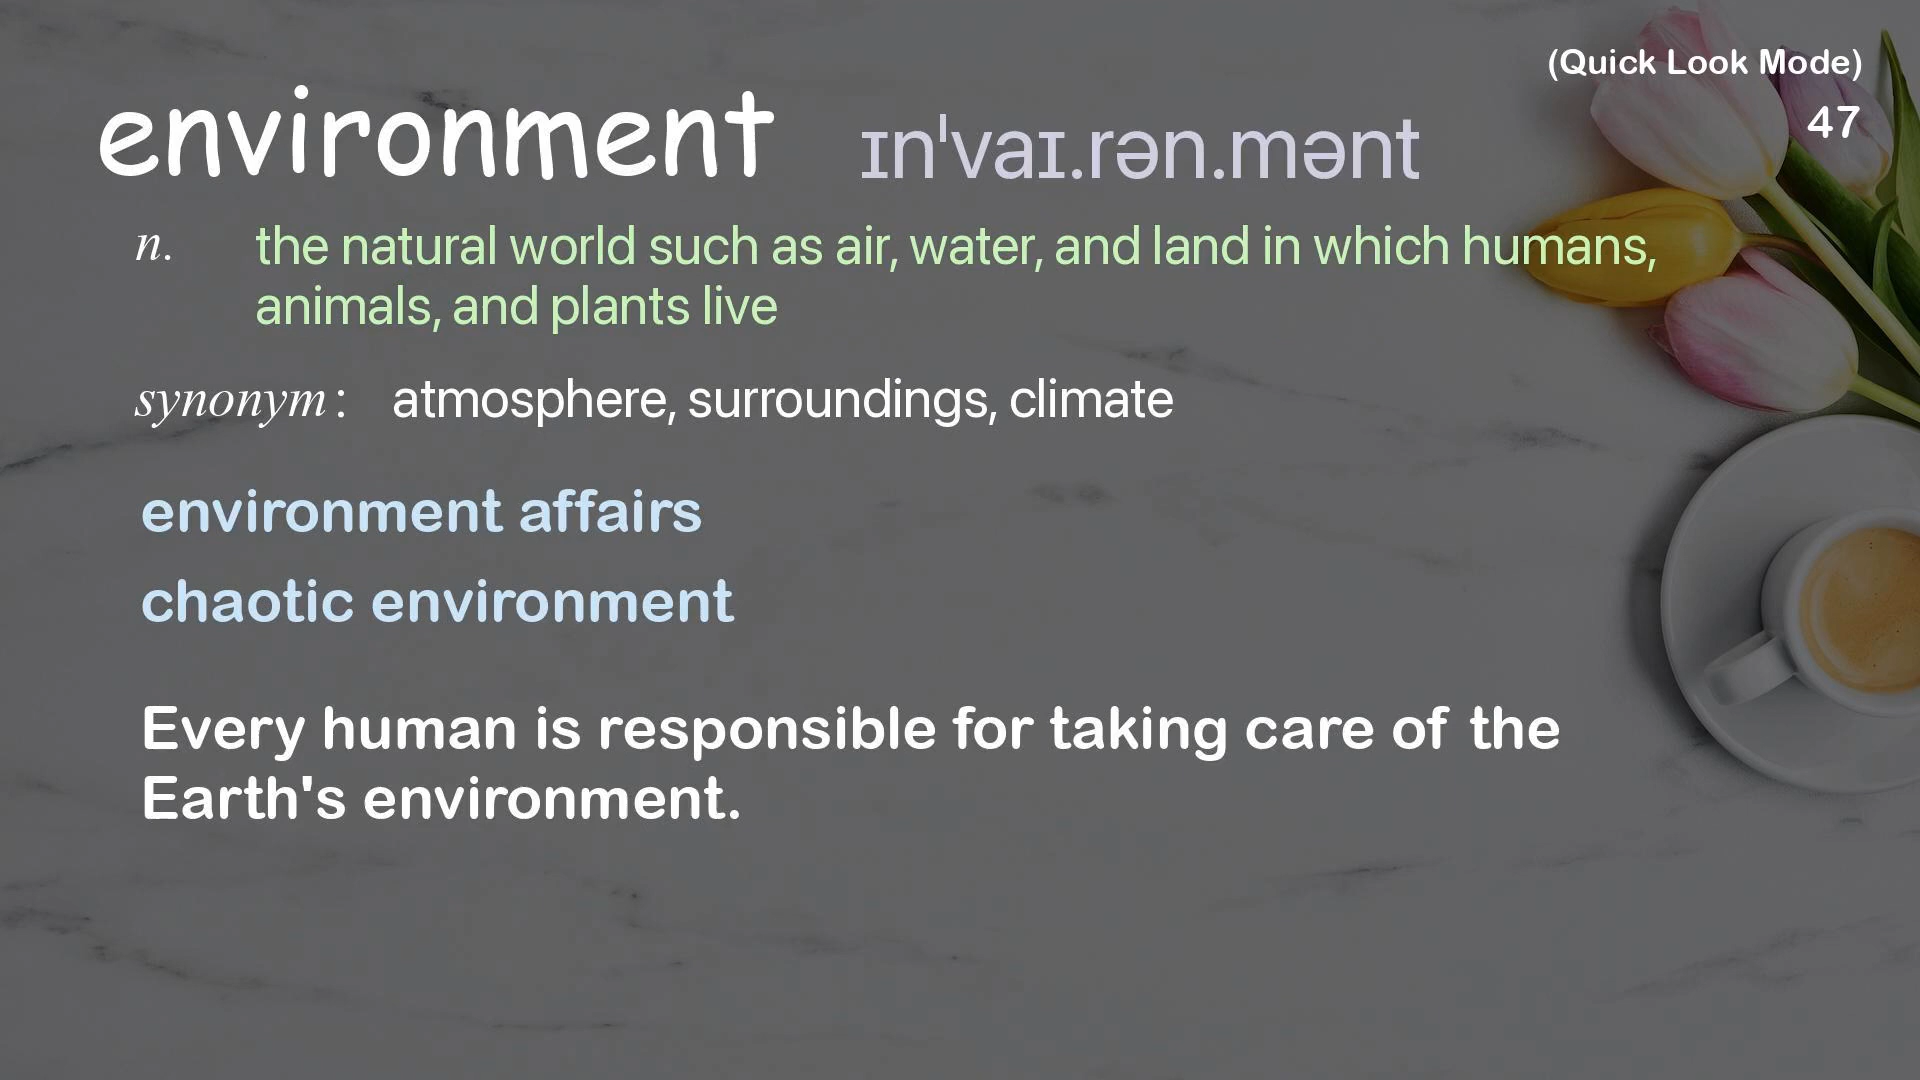 (Quick Look Mode)
47
environment ɪnˈvaɪ.rən.mənt
n. the natural world such as air, water, and land in which humans,
animals, and plants live
synonym: atmosphere, surroundings, climate
environment affairs
chaotic environment
Every human is responsible for taking care of the
Earth's environment.